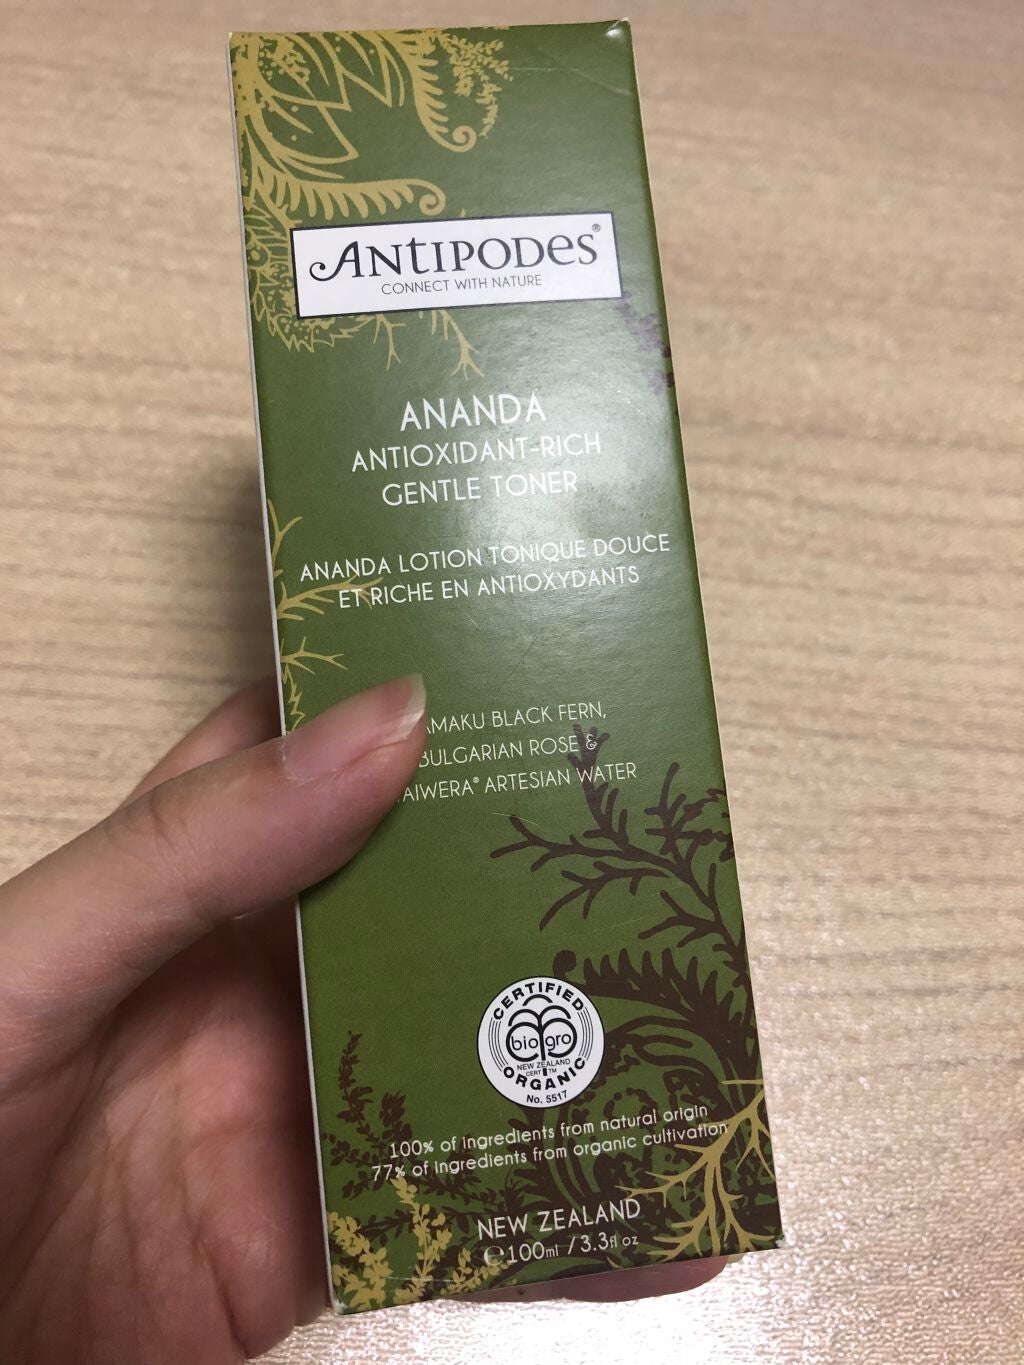 ANTIPODES®
CONNECT WITH NATURE
ANANDA
ANTIOXIDANT-RICH
GENTLE TONER
ANANDA LOTION TONIQUE DOUCE
ET RICHE EN ANTIOXYDANTS
BLACK FERN,
BULGARIAN ROSE &
ARTESIAN WATER
CERTIFIED
bio gro
NEW ZEALAND
CERT TM
ORGANIC
No. 5517
100% of ingredients from natural origin
77% of ingredients from organic cultivation
NEW ZEALAND
℮100ml / 3.3fl oz